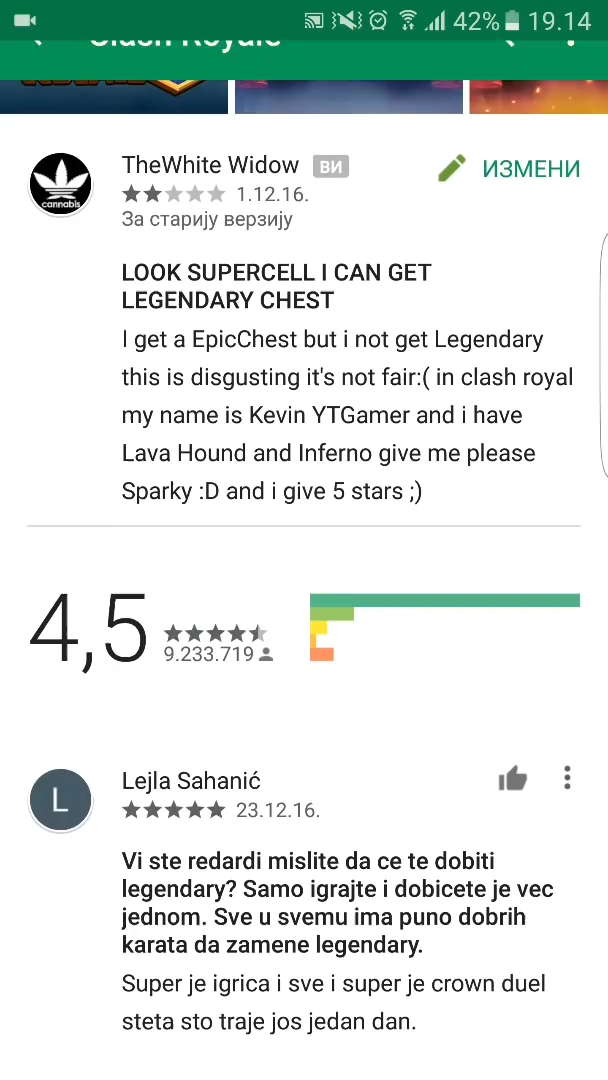 42% 19.14
Clash Royale
TheWhite Widow ВИ
ИЗМЕНИ
cannabis
1.12.16.
За старију верзију
LOOK SUPERCELL I CAN GET
LEGENDARY CHEST
I get a EpicChest but i not get Legendary
this is disgusting it's not fair:( in clash royal
my name is Kevin YTGamer and i have
Lava Hound and Inferno give me please
Sparky :D and i give 5 stars ;)
4,5
9.233.719
L
Lejla Sahanić
23.12.16.
Vi ste redardi mislite da ce te dobiti
legendary? Samo igrajte i dobicete je vec
jednom. Sve u svemu ima puno dobrih
karata da zamene legendary.
Super je igrica i sve i super je crown duel
steta sto traje jos jedan dan.